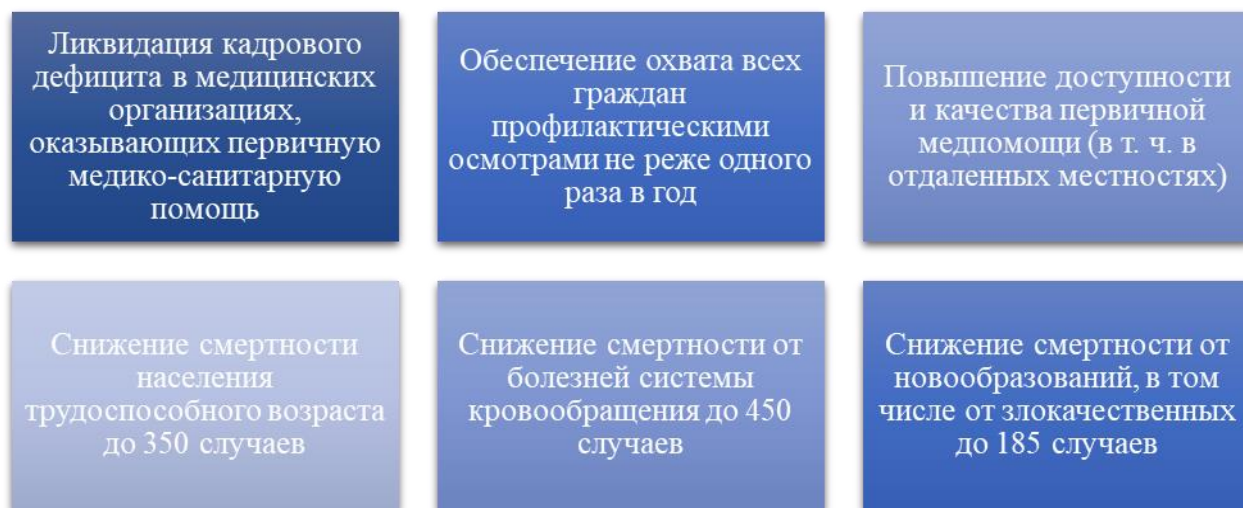 Ликвидация кадрового
дефицита в медицинских
организациях,
оказывающих первичную
медико-санитарную
помощь
Обеспечение охвата всех
граждан
профилактическими
осмотрами не реже одного
раза в год
Повышение доступности
и качества первичной
медпомощи (в т. ч. в
отдаленных местностях)
Снижение смертности
населения
трудоспособного возраста
до 350 случаев
Снижение смертности от
болезней системы
кровообращения до 450
случаев
Снижение смертности от
новообразований, в том
числе от злокачественных
до 185 случаев